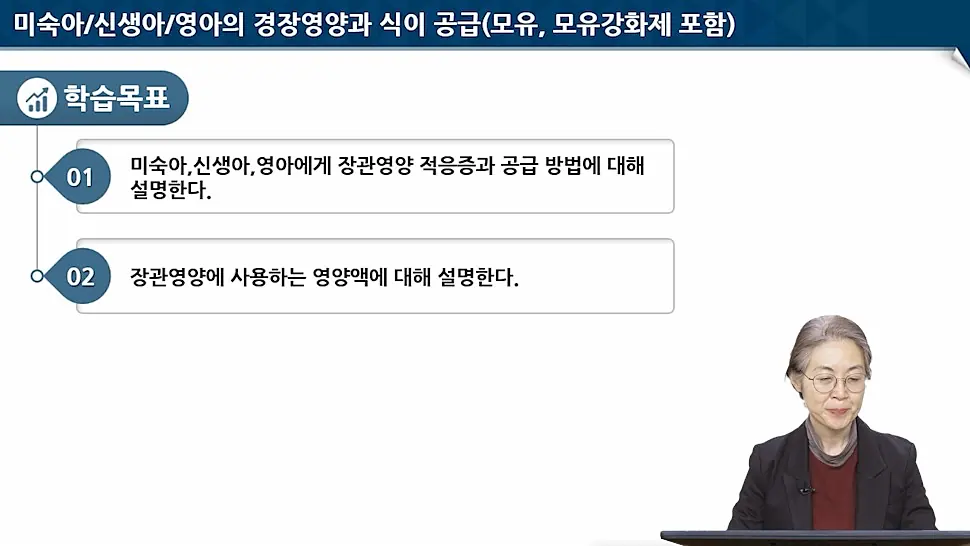 미숙아/신생아/영아의 경장영양과 식이 공급(모유, 모유강화제 포함)
학습목표
01
미숙아,신생아,영아에게 장관영양 적응증과 공급 방법에 대해
설명한다.
02
장관영양에 사용하는 영양액에 대해 설명한다.